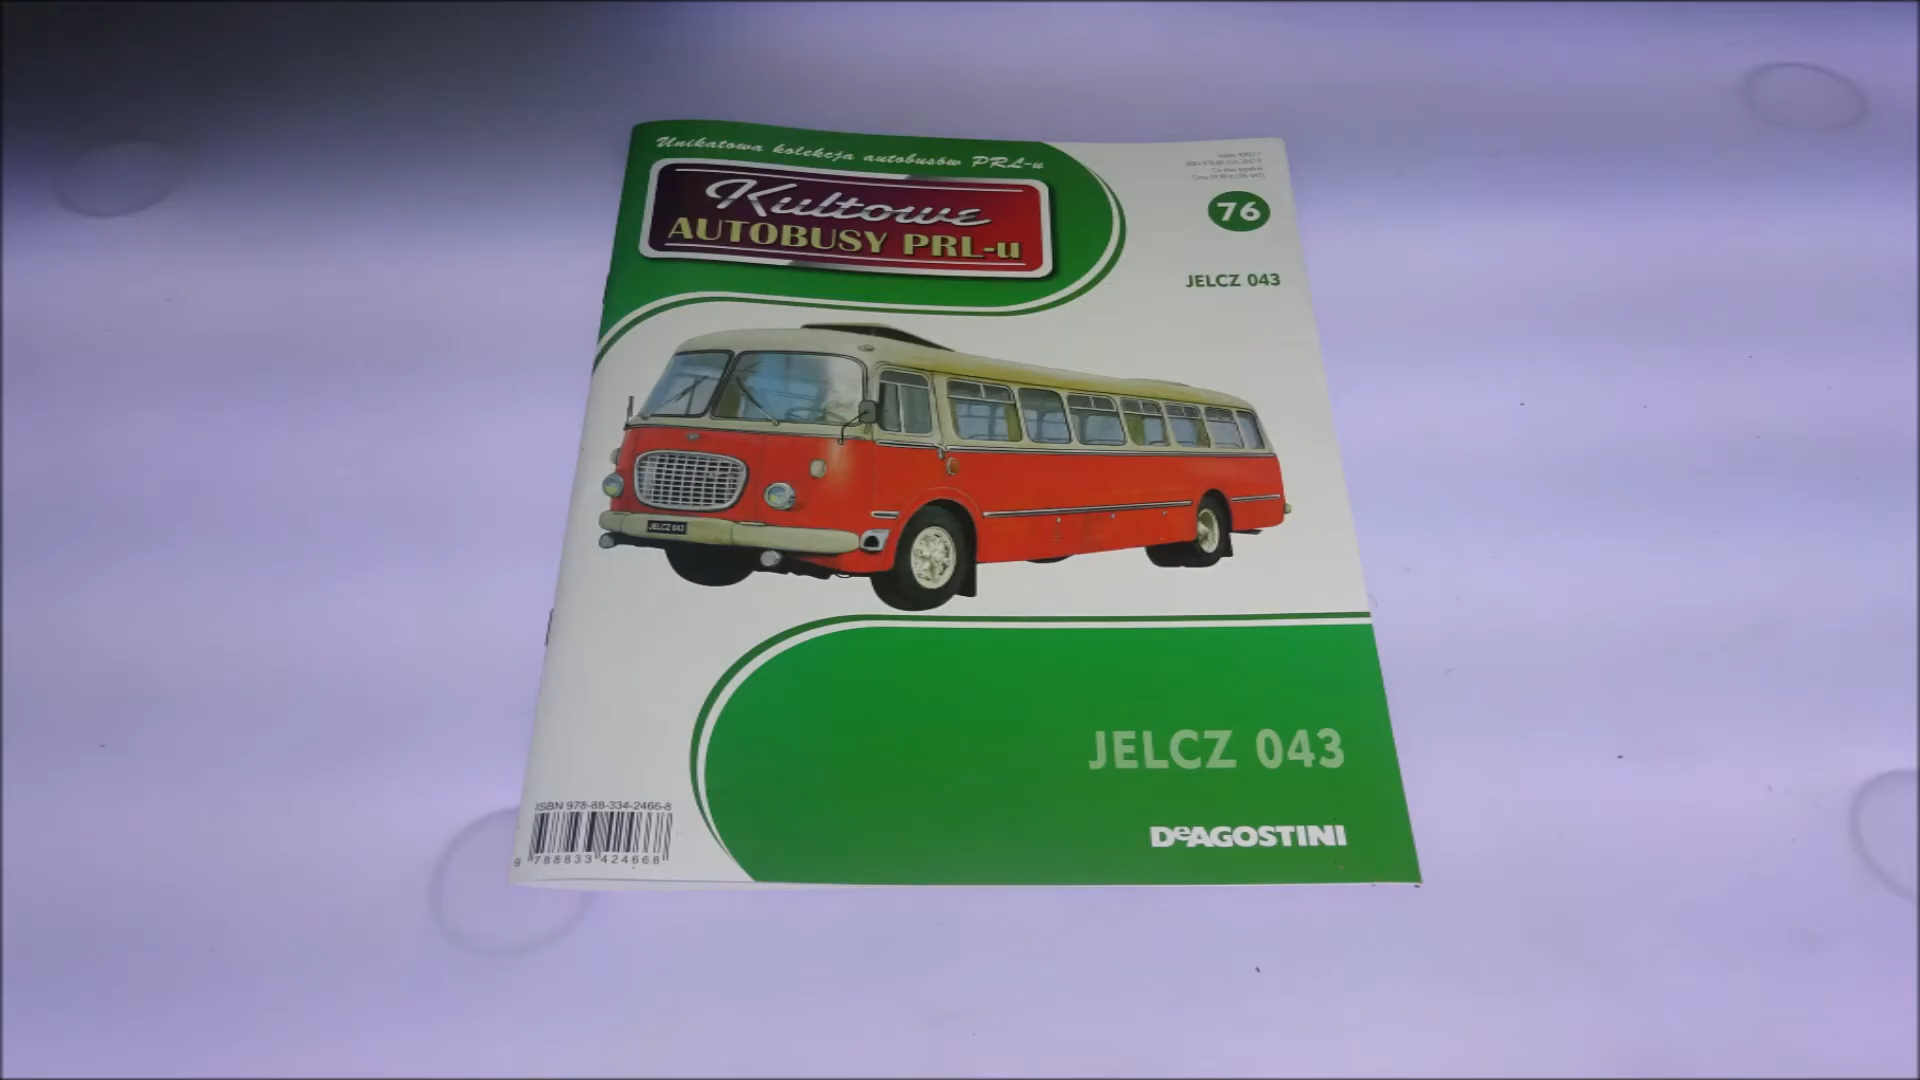 Unikatowa kolekcja autobusów PRL-u
Kultowe
AUTOBUSY PRL-u
76
JELCZ 043
JELCZ 043
JELCZ 043
DeAGOSTINI
ISBN 978-88-334-2466-8
9 788833 424668